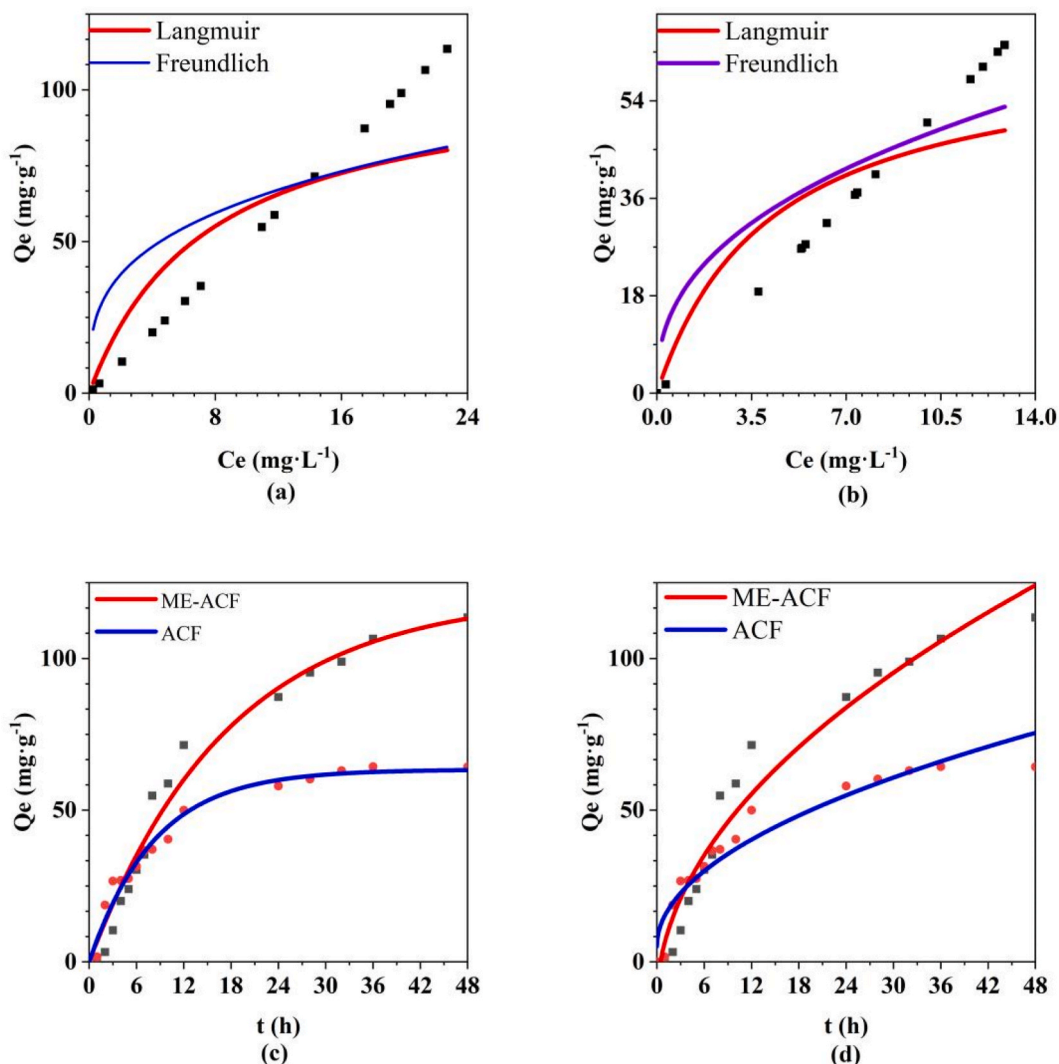 Langmuir
Freundlich
100
50
0
Qe (mg·g⁻¹)
0 8 16 24
Ce (mg·L⁻¹)
(a)
Langmuir
Freundlich
54
36
18
0
Qe (mg·g⁻¹)
0.0 3.5 7.0 10.5 14.0
Ce (mg·L⁻¹)
(b)
ME-ACF
ACF
100
50
0
Qe (mg·g⁻¹)
0 6 12 18 24 30 36 42 48
t (h)
(c)
ME-ACF
ACF
100
50
0
Qe (mg·g⁻¹)
0 6 12 18 24 30 36 42 48
t (h)
(d)